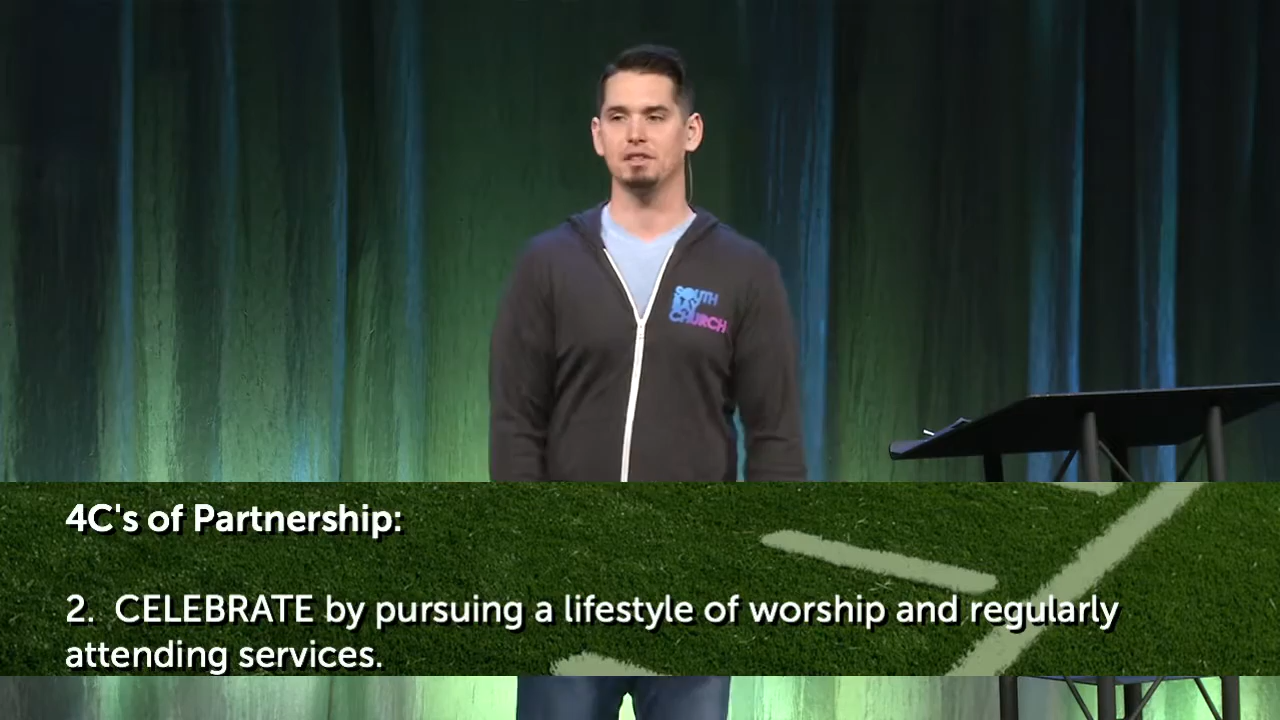 SOUTH
BAY
CHURCH
4C's of Partnership:
2. CELEBRATE by pursuing a lifestyle of worship and regularly
attending services.